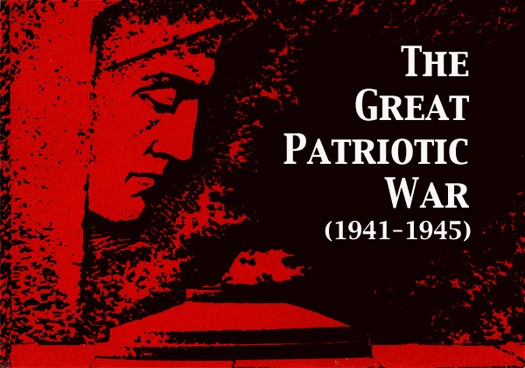 The
Great
Patriotic
War
(1941-1945)